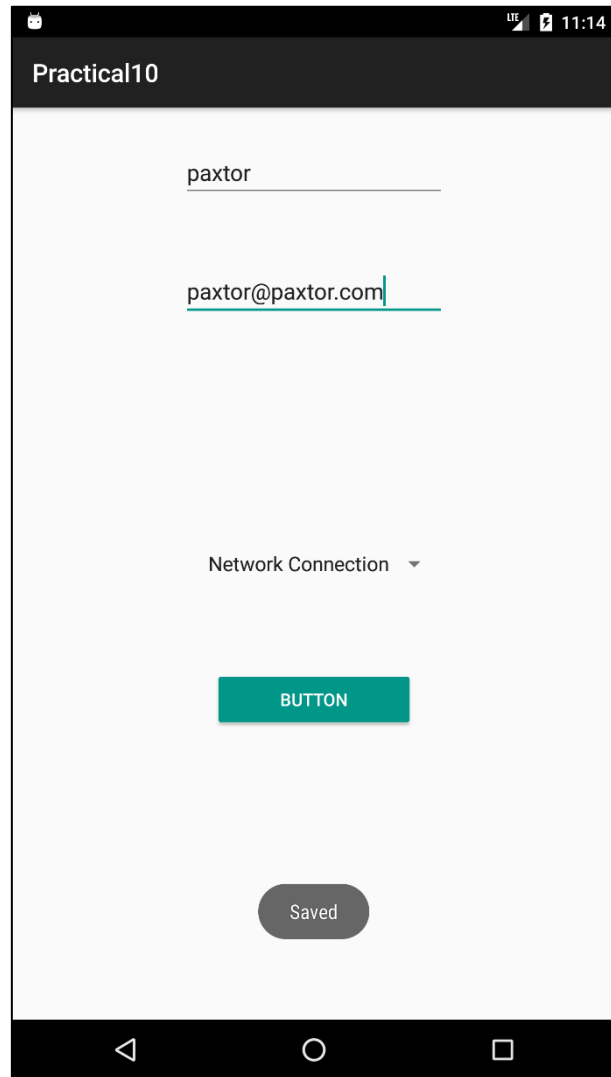 LTE 11:14
Practical10
paxtor
paxtor@paxtor.com
Network Connection
BUTTON
Saved